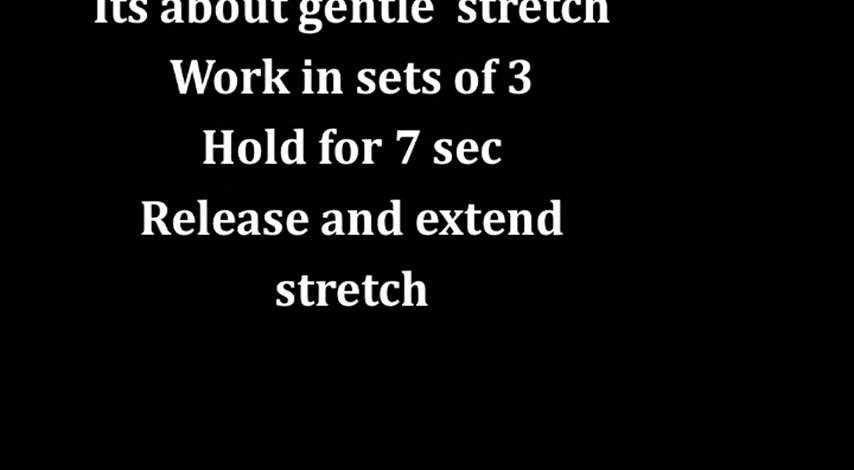 Its about gentle  stretch
Work in sets of 3
Hold for 7 sec
Release and extend
stretch